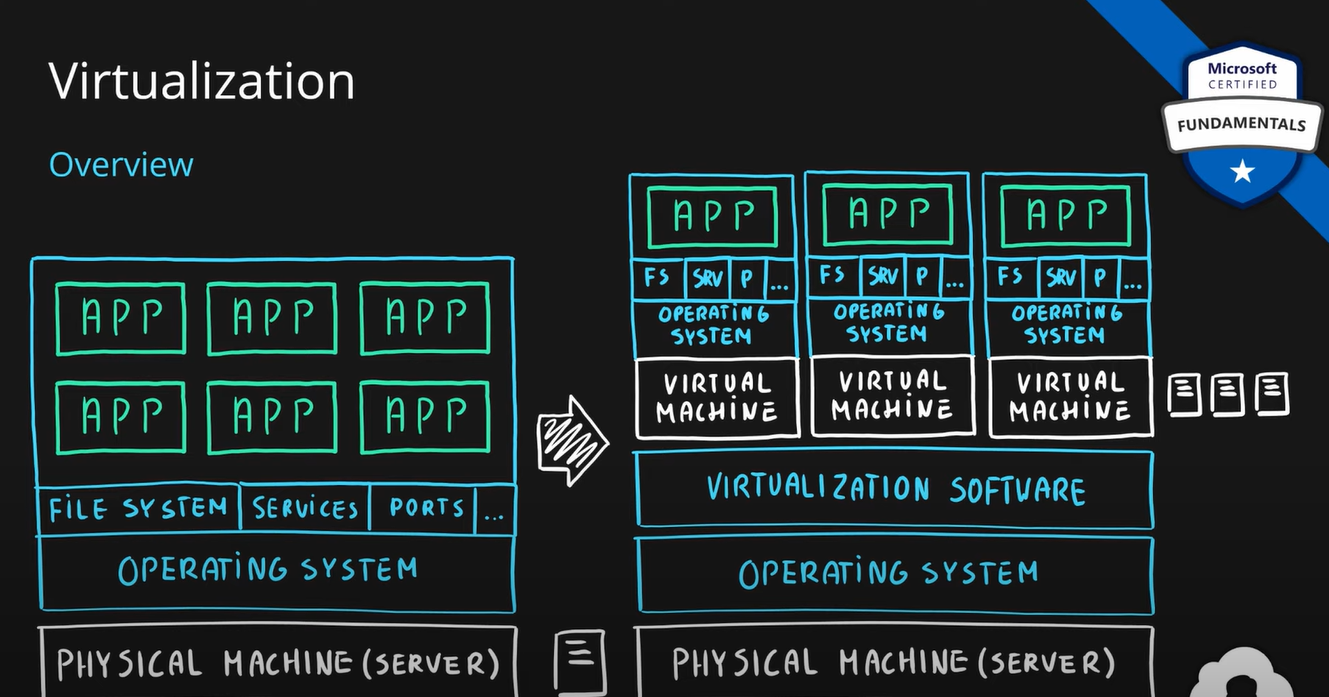 Virtualization
Overview
Microsoft
CERTIFIED
FUNDAMENTALS
APP APP APP
APP APP APP
FILE SYSTEM SERVICES PORTS ...
OPERATING SYSTEM
PHYSICAL MACHINE (SERVER)
APP APP APP
FS SRV P ... FS SRV P ... FS SRV P ...
OPERATING OPERATING OPERATING
SYSTEM SYSTEM SYSTEM
VIRTUAL VIRTUAL VIRTUAL
MACHINE MACHINE MACHINE
VIRTUALIZATION SOFTWARE
OPERATING SYSTEM
PHYSICAL MACHINE (SERVER)